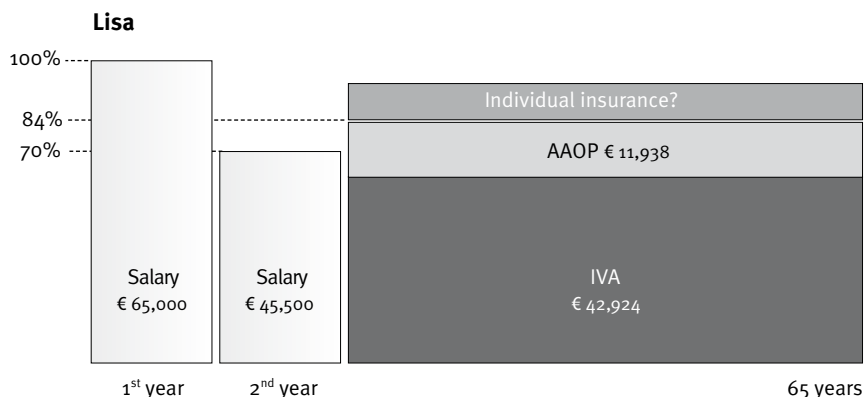 Lisa
100%
84%
70%
Individual insurance?
AAOP € 11,938
Salary
€ 65,000
Salary
€ 45,500
IVA
€ 42,924
1st year
2nd year
65 years